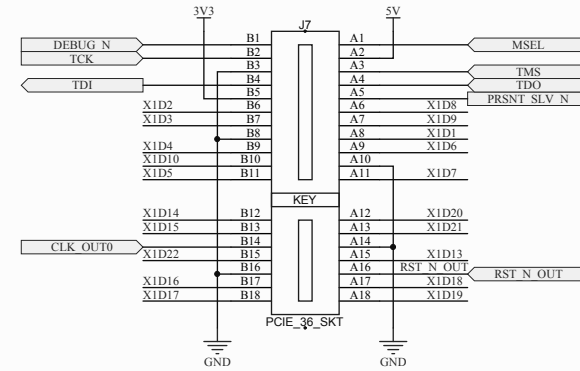 3V3 J7 5V
DEBUG_N B1 A1 MSEL
TCK B2 A2
B3 A3 TMS
TDI B4 A4 TDO
B5 A5 PRSNT_SLV_N
X1D2 B6 A6 X1D8
X1D3 B7 A7 X1D9
B8 A8 X1D1
X1D4 B9 A9 X1D6
X1D10 B10 A10
X1D5 B11 A11 X1D7
KEY
X1D14 B12 A12 X1D20
X1D15 B13 A13 X1D21
CLK_OUT0 B14 A14
X1D22 B15 A15 X1D13
B16 A16 RST_N_OUT RST_N_OUT
X1D16 B17 A17 X1D18
X1D17 B18 A18 X1D19
PCIE_36_SKT
GND GND